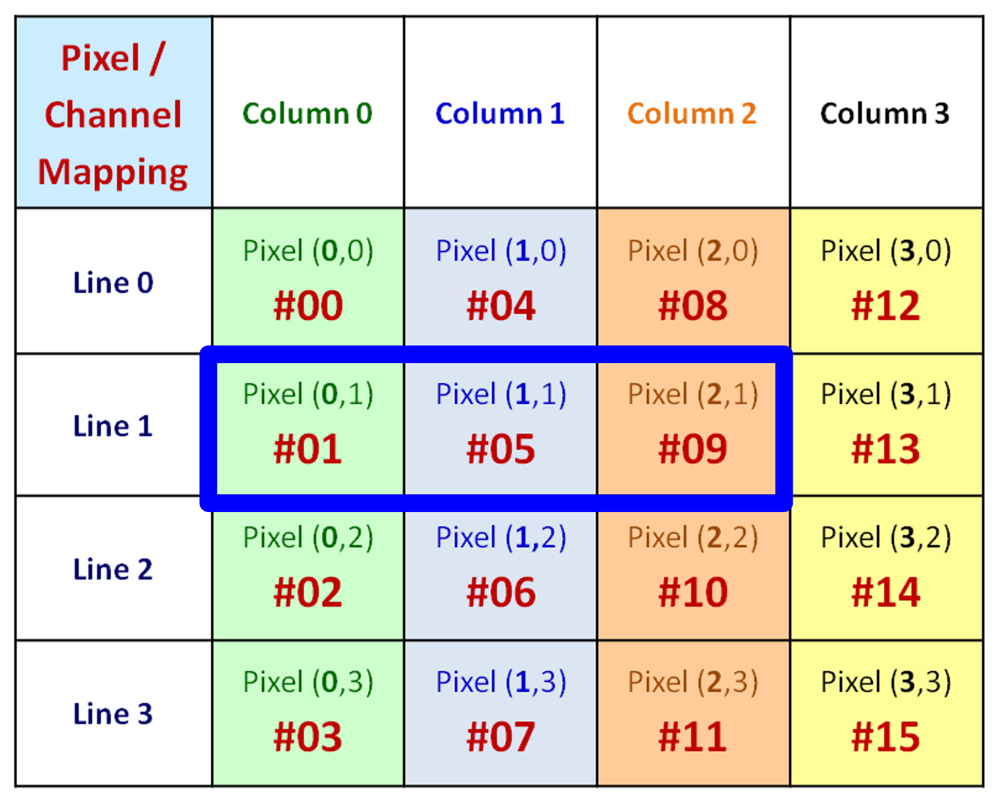 Pixel /
Channel
Mapping
Column 0
Column 1
Column 2
Column 3
Line 0
Pixel (0,0)
#00
Pixel (1,0)
#04
Pixel (2,0)
#08
Pixel (3,0)
#12
Line 1
Pixel (0,1)
#01
Pixel (1,1)
#05
Pixel (2,1)
#09
Pixel (3,1)
#13
Line 2
Pixel (0,2)
#02
Pixel (1,2)
#06
Pixel (2,2)
#10
Pixel (3,2)
#14
Line 3
Pixel (0,3)
#03
Pixel (1,3)
#07
Pixel (2,3)
#11
Pixel (3,3)
#15